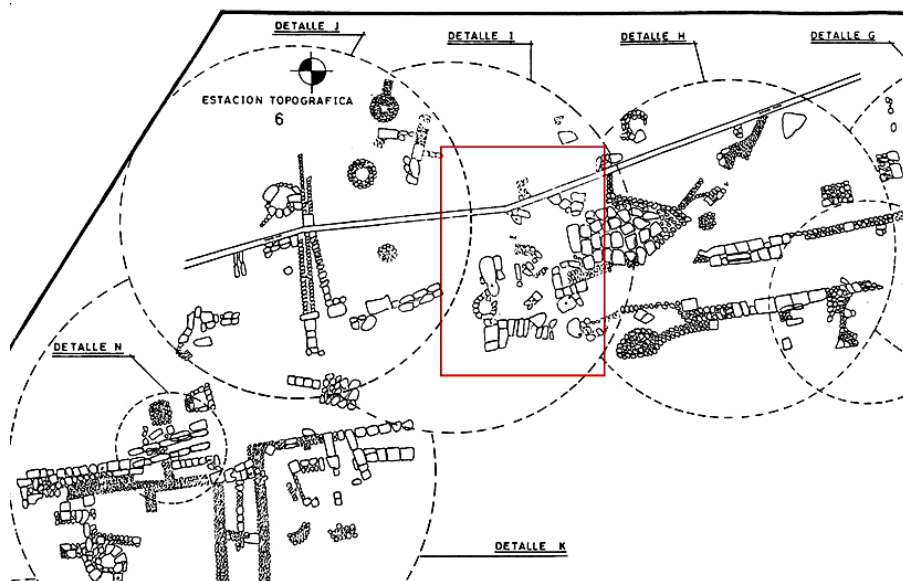 DETALLE J
DETALLE I
DETALLE H
DETALLE G
ESTACION TOPOGRAFICA
6
DETALLE N
DETALLE K